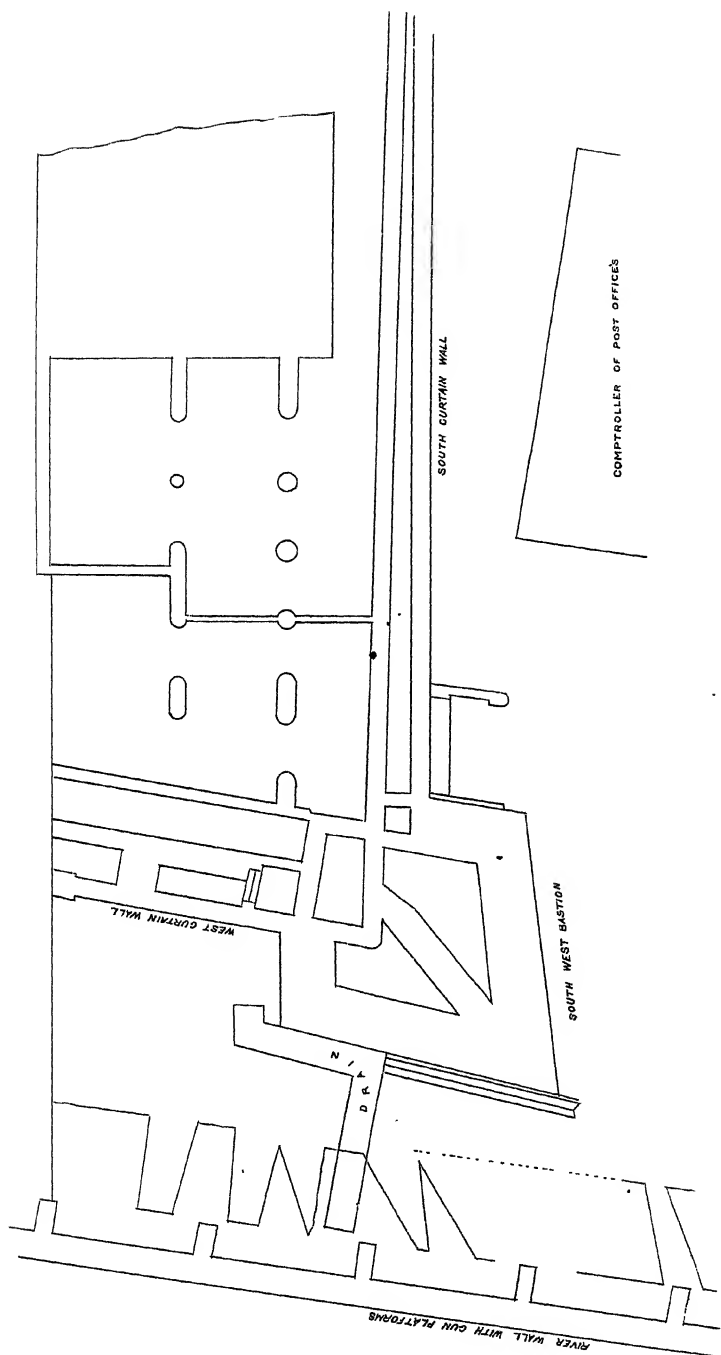 COMPTROLLER OF POST OFFICES
SOUTH CURTAIN WALL
WEST CURTAIN WALL
SOUTH WEST BASTION
DRAIN
RIVER WALL WITH GUN PLATFORMS